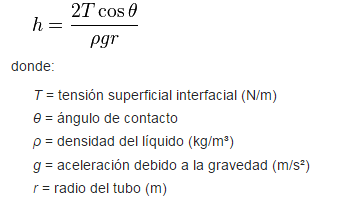 h = 2T cos θ / ρgr
donde:
T = tensión superficial interfacial (N/m)
θ = ángulo de contacto
ρ = densidad del líquido (kg/m³)
g = aceleración debido a la gravedad (m/s²)
r = radio del tubo (m)